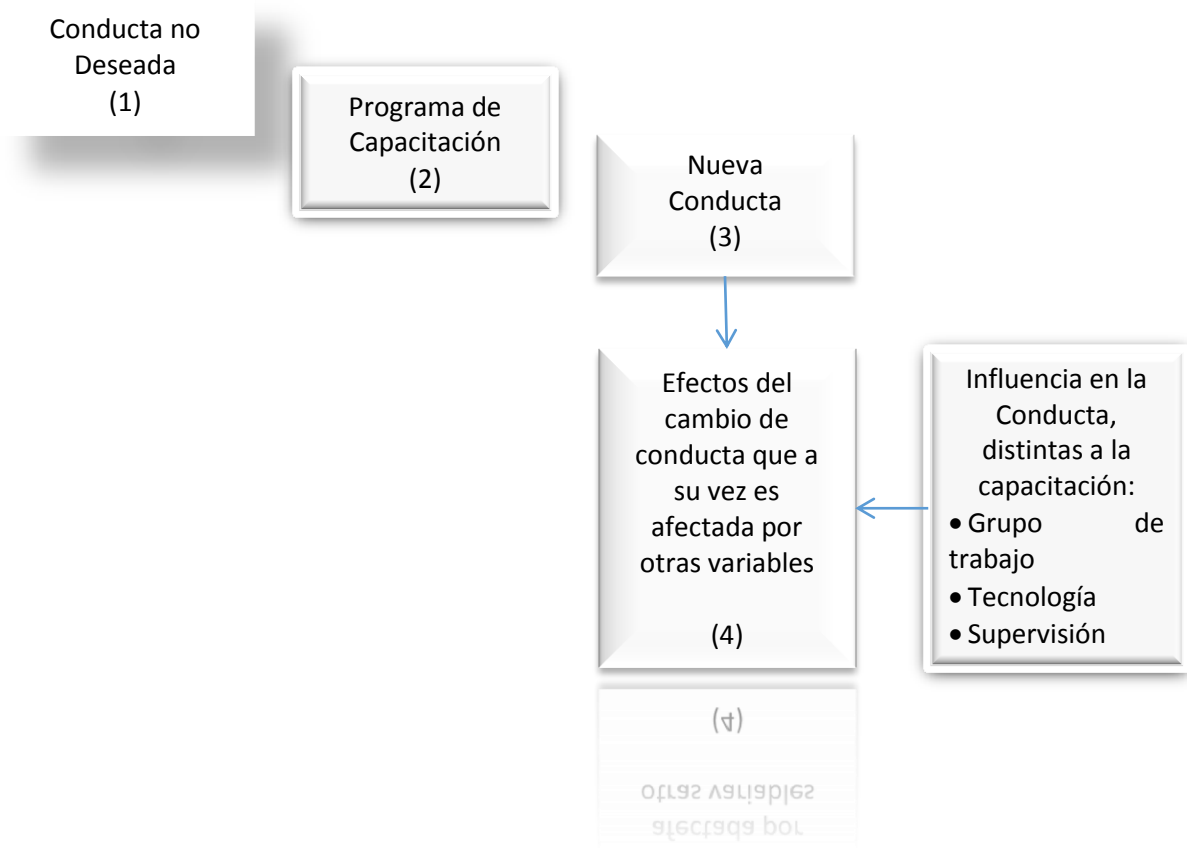 Conducta no
Deseada
(1)
Programa de
Capacitación
(2)
Nueva
Conducta
(3)
Efectos del
cambio de
conducta que a
su vez es
afectada por
otras variables
(4)
Influencia en la
Conducta,
distintas a la
capacitación:
• Grupo de
trabajo
• Tecnología
• Supervisión